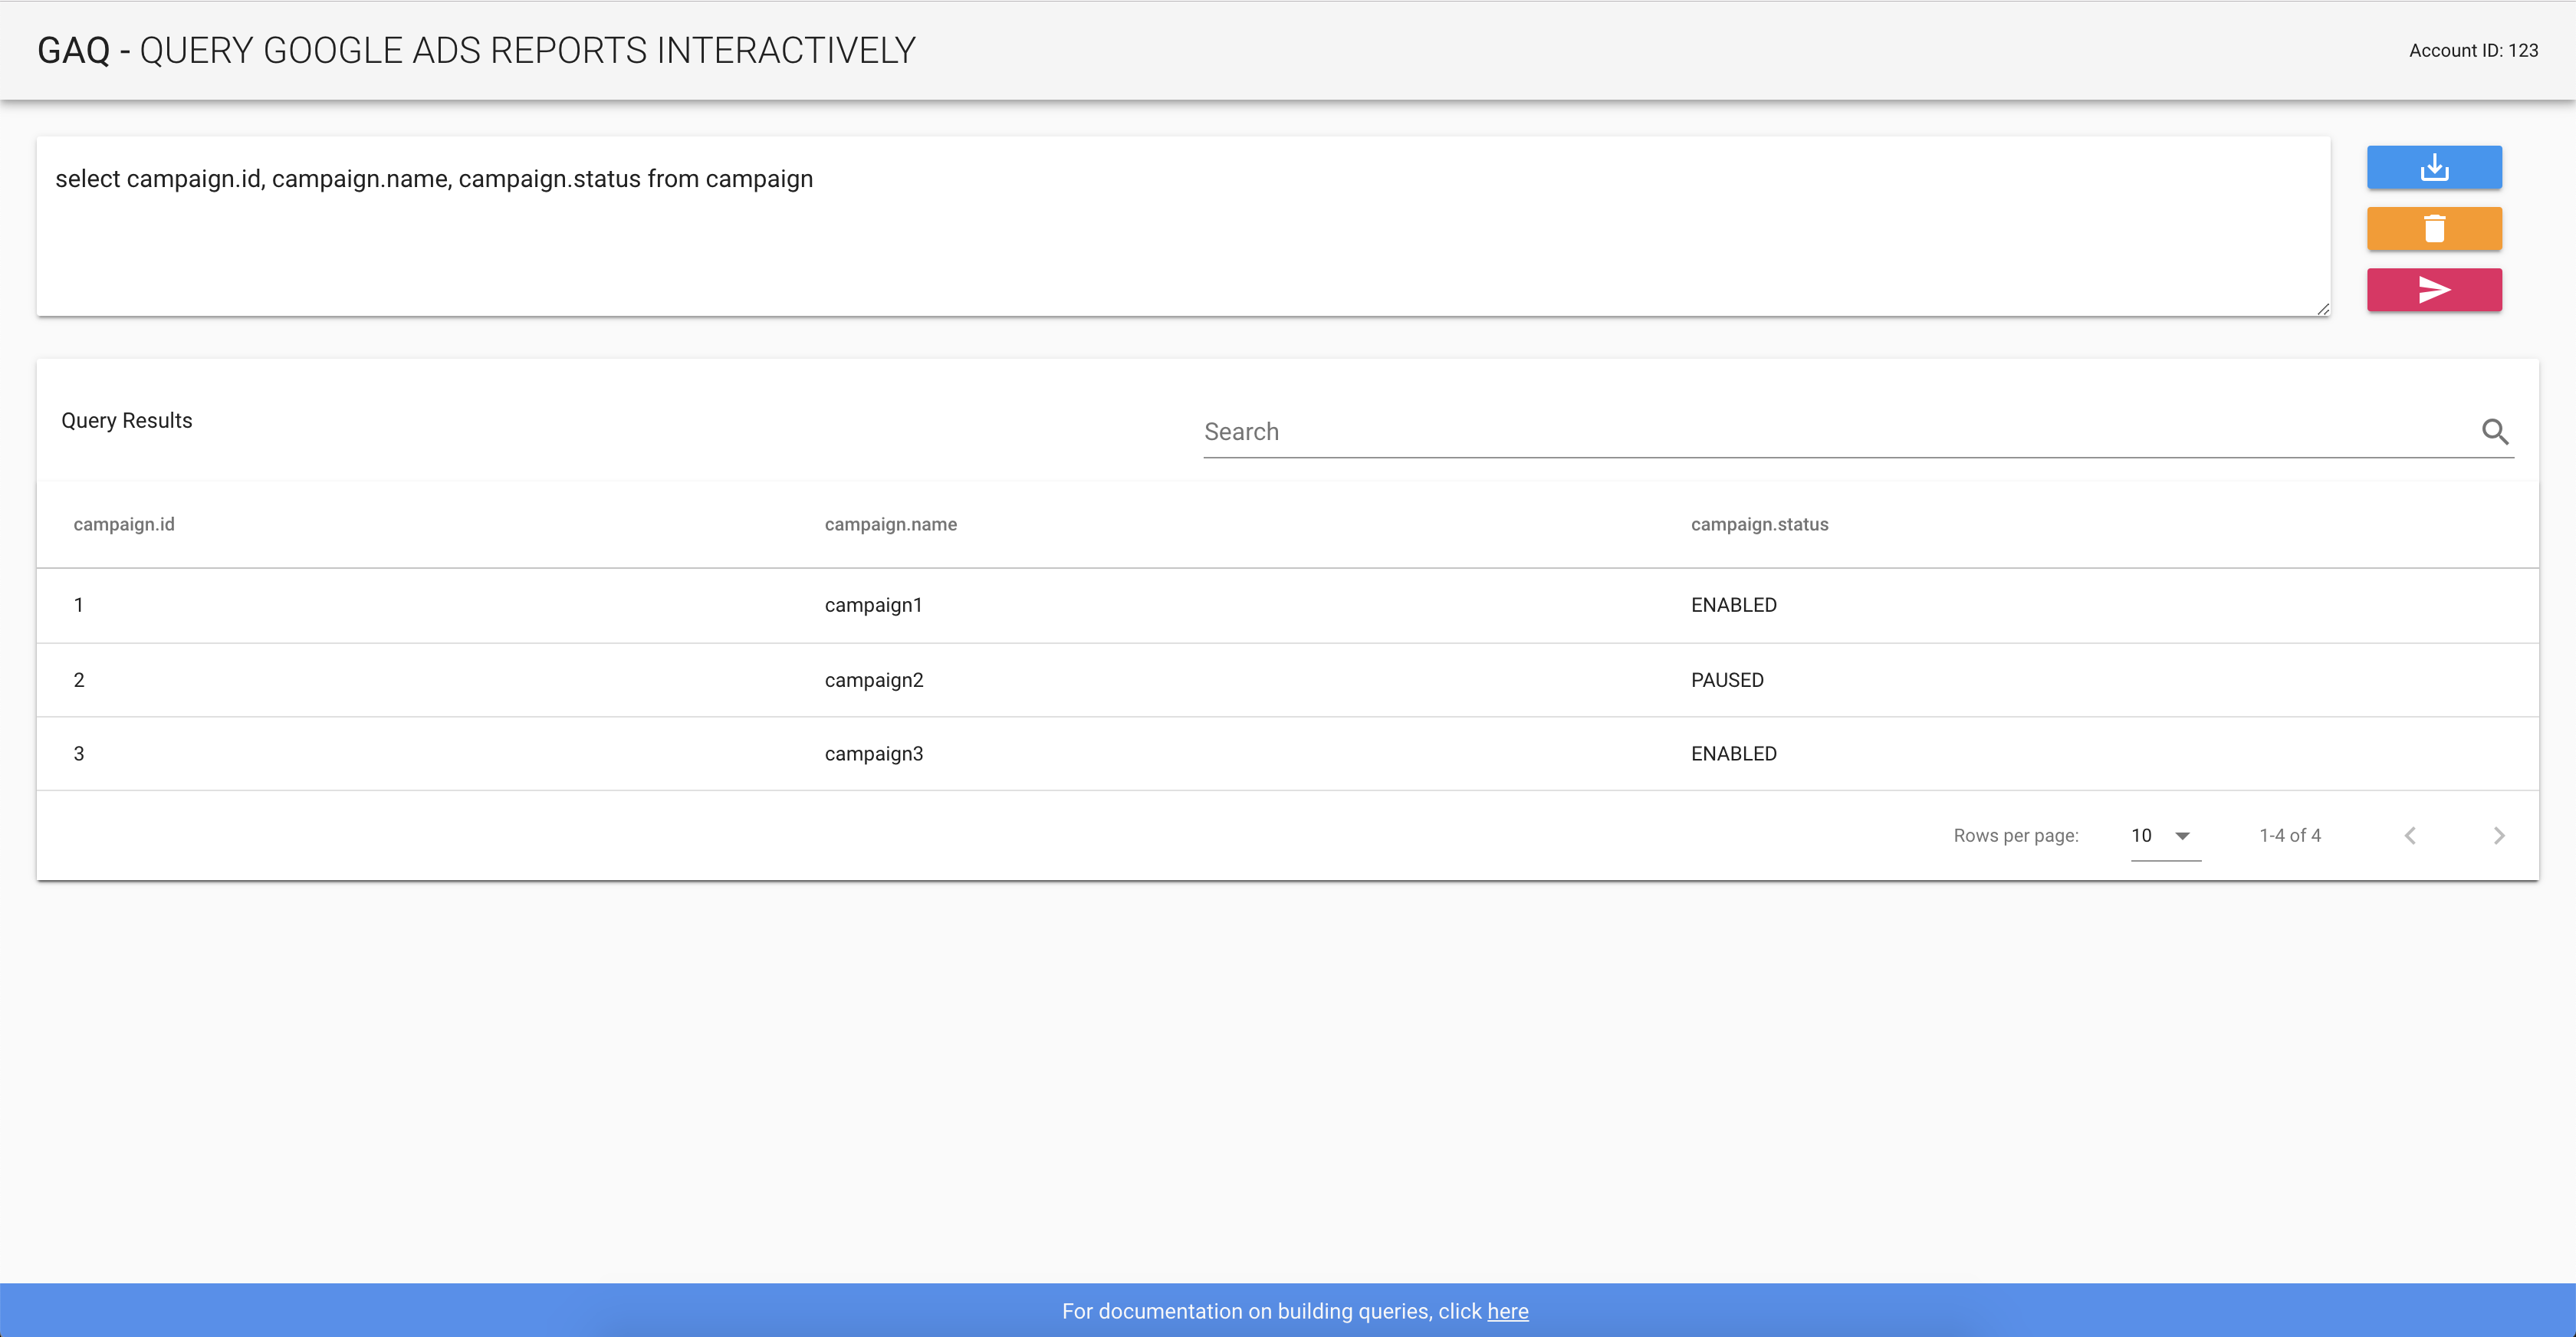 GAQ - QUERY GOOGLE ADS REPORTS INTERACTIVELY
Account ID: 123
select campaign.id, campaign.name, campaign.status from campaign
Query Results
Search
campaign.id campaign.name campaign.status
1 campaign1 ENABLED
2 campaign2 PAUSED
3 campaign3 ENABLED
Rows per page: 10 1-4 of 4
For documentation on building queries, click here